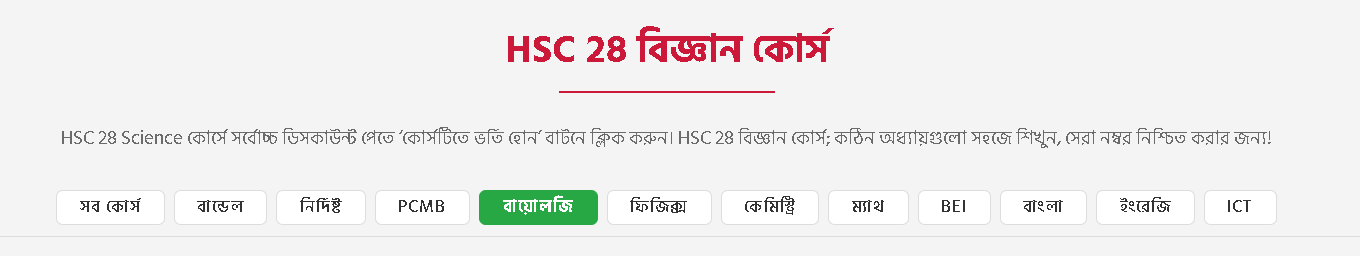 HSC 28 বিজ্ঞান কোর্স
HSC 28 Science কোর্সে সর্বোচ্চ ডিসকাউন্ট পেতে ‘কোর্সটিতে ভর্তি হোন’ বাটনে ক্লিক করুন। HSC 28 বিজ্ঞান কোর্স; কঠিন অধ্যায়গুলো সহজে শিখুন, সেরা নম্বর নিশ্চিত করার জন্য!
সব কোর্স বান্ডেল নির্দিষ্ট PCMB বায়োলজি ফিজিক্স কেমিস্ট্রি ম্যাথ BEI বাংলা ইংরেজি ICT